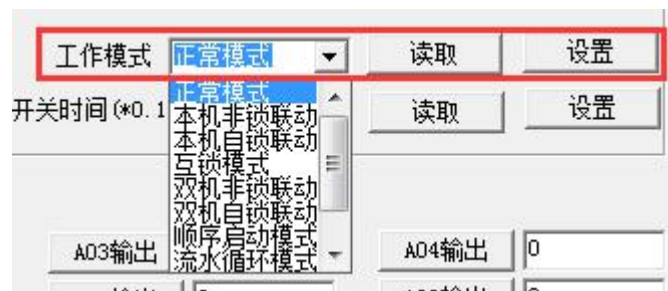 工作模式 正常模式 读取 设置
开关时间(*0.1 读取 设置
正常模式
本机非锁联动
本机自锁联动
互锁模式
双机非锁联动
双机自锁联动
顺序启动模式
流水循环模式
AO3输出 AO4输出 0